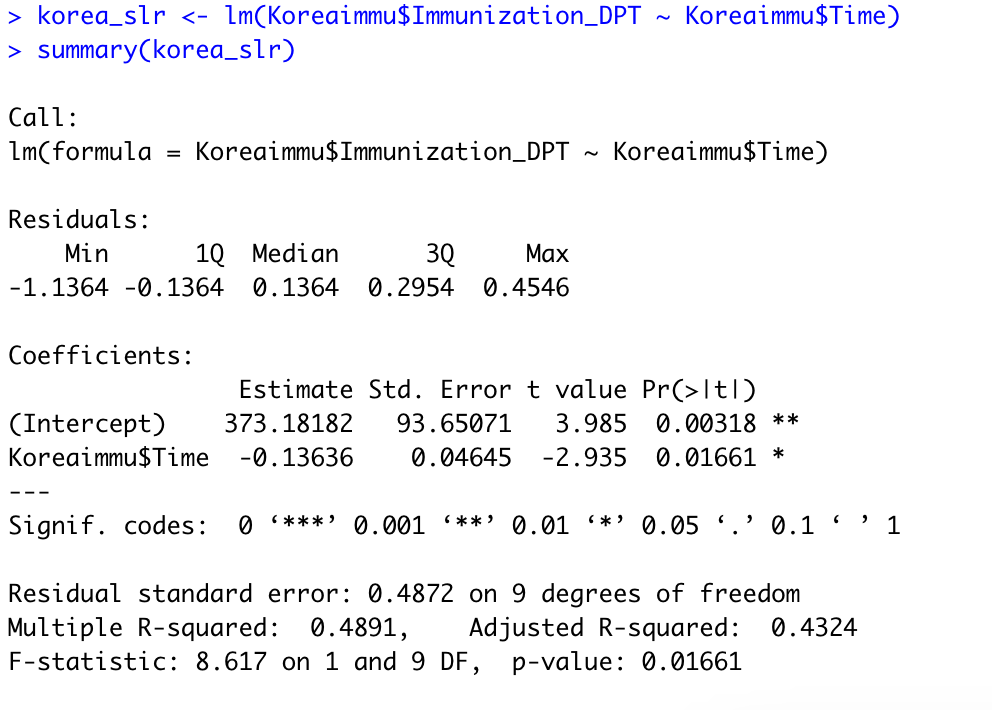 > korea_slr <- lm(Koreaimmu$Immunization_DPT ~ Koreaimmu$Time)
> summary(korea_slr)

Call:
lm(formula = Koreaimmu$Immunization_DPT ~ Koreaimmu$Time)

Residuals:
    Min      1Q  Median      3Q     Max
-1.1364 -0.1364  0.1364  0.2954  0.4546

Coefficients:
                Estimate Std. Error t value Pr(>|t|)
(Intercept)    373.18182   93.65071   3.985  0.00318 **
Koreaimmu$Time  -0.13636    0.04645  -2.935  0.01661 *
---
Signif. codes:  0 ‘***’ 0.001 ‘**’ 0.01 ‘*’ 0.05 ‘.’ 0.1 ‘ ’ 1

Residual standard error: 0.4872 on 9 degrees of freedom
Multiple R-squared:  0.4891,    Adjusted R-squared:  0.4324
F-statistic: 8.617 on 1 and 9 DF,  p-value: 0.01661